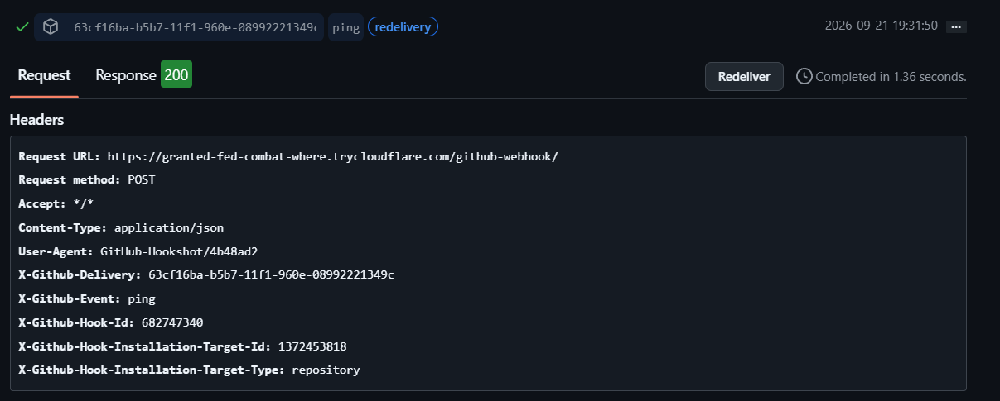 63cf16ba-b5b7-11f1-960e-08992221349c ping redelivery 2026-09-21 19:31:50 ...
Request Response 200 Redeliver Completed in 1.36 seconds.
Headers
Request URL: https://granted-fed-combat-where.trycloudflare.com/github-webhook/
Request method: POST
Accept: */*
Content-Type: application/json
User-Agent: GitHub-Hookshot/4b48ad2
X-Github-Delivery: 63cf16ba-b5b7-11f1-960e-08992221349c
X-Github-Event: ping
X-Github-Hook-Id: 682747340
X-Github-Hook-Installation-Target-Id: 1372453818
X-Github-Hook-Installation-Target-Type: repository